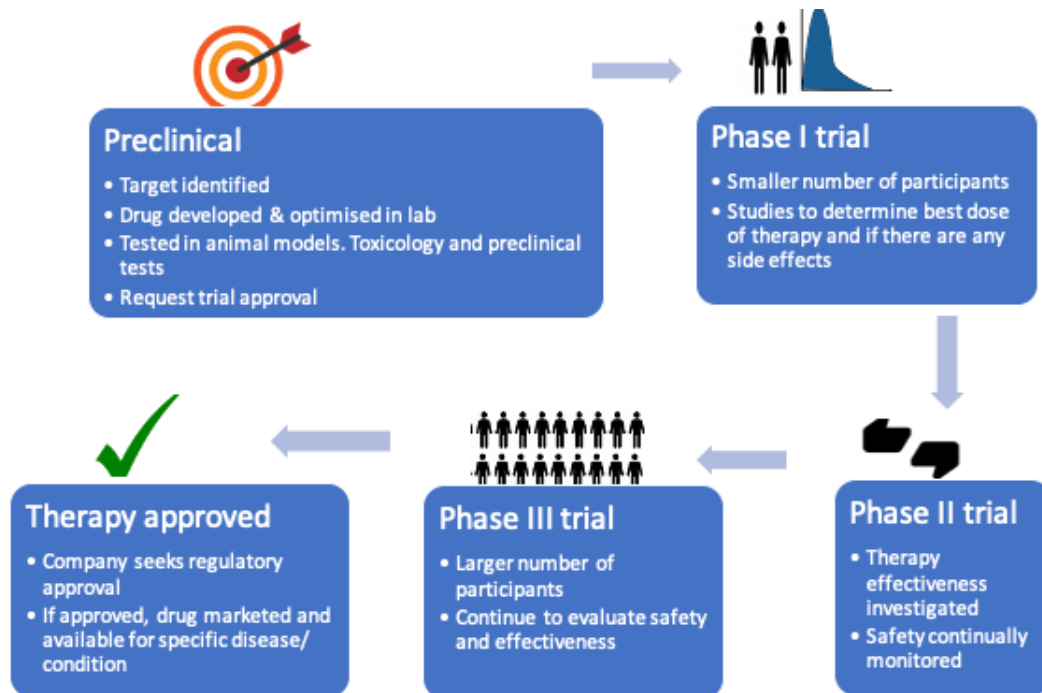 Preclinical
• Target identified
• Drug developed & optimised in lab
• Tested in animal models. Toxicology and preclinical
tests
• Request trial approval
Phase I trial
• Smaller number of participants
• Studies to determine best dose
of therapy and if there are any
side effects
Phase II trial
• Therapy
effectiveness
investigated
• Safety continually
monitored
Phase III trial
• Larger number of
participants
• Continue to evaluate safety
and effectiveness
Therapy approved
• Company seeks regulatory
approval
• If approved, drug marketed and
available for specific disease/
condition